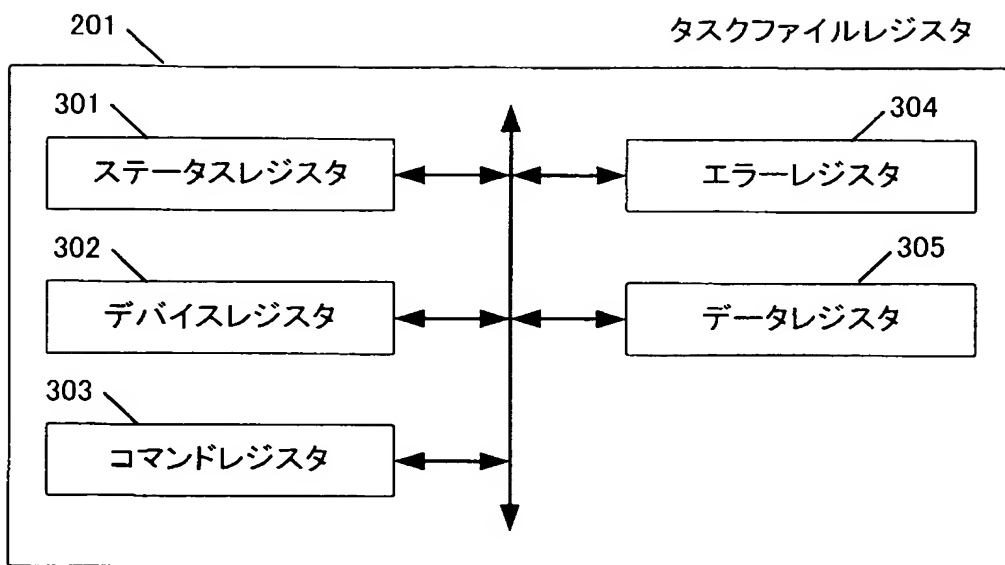 201
タスクファイルレジスタ
301
ステータスレジスタ
304
エラーレジスタ
302
デバイスレジスタ
305
データレジスタ
303
コマンドレジスタ